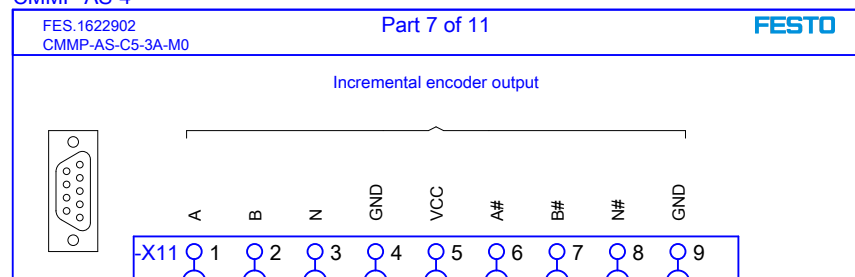 CMMP-AS-4
FES.1622902
CMMP-AS-C5-3A-M0
Part 7 of 11
FESTO
Incremental encoder output
A B N GND VCC A# B# N# GND
-X11 1 2 3 4 5 6 7 8 9